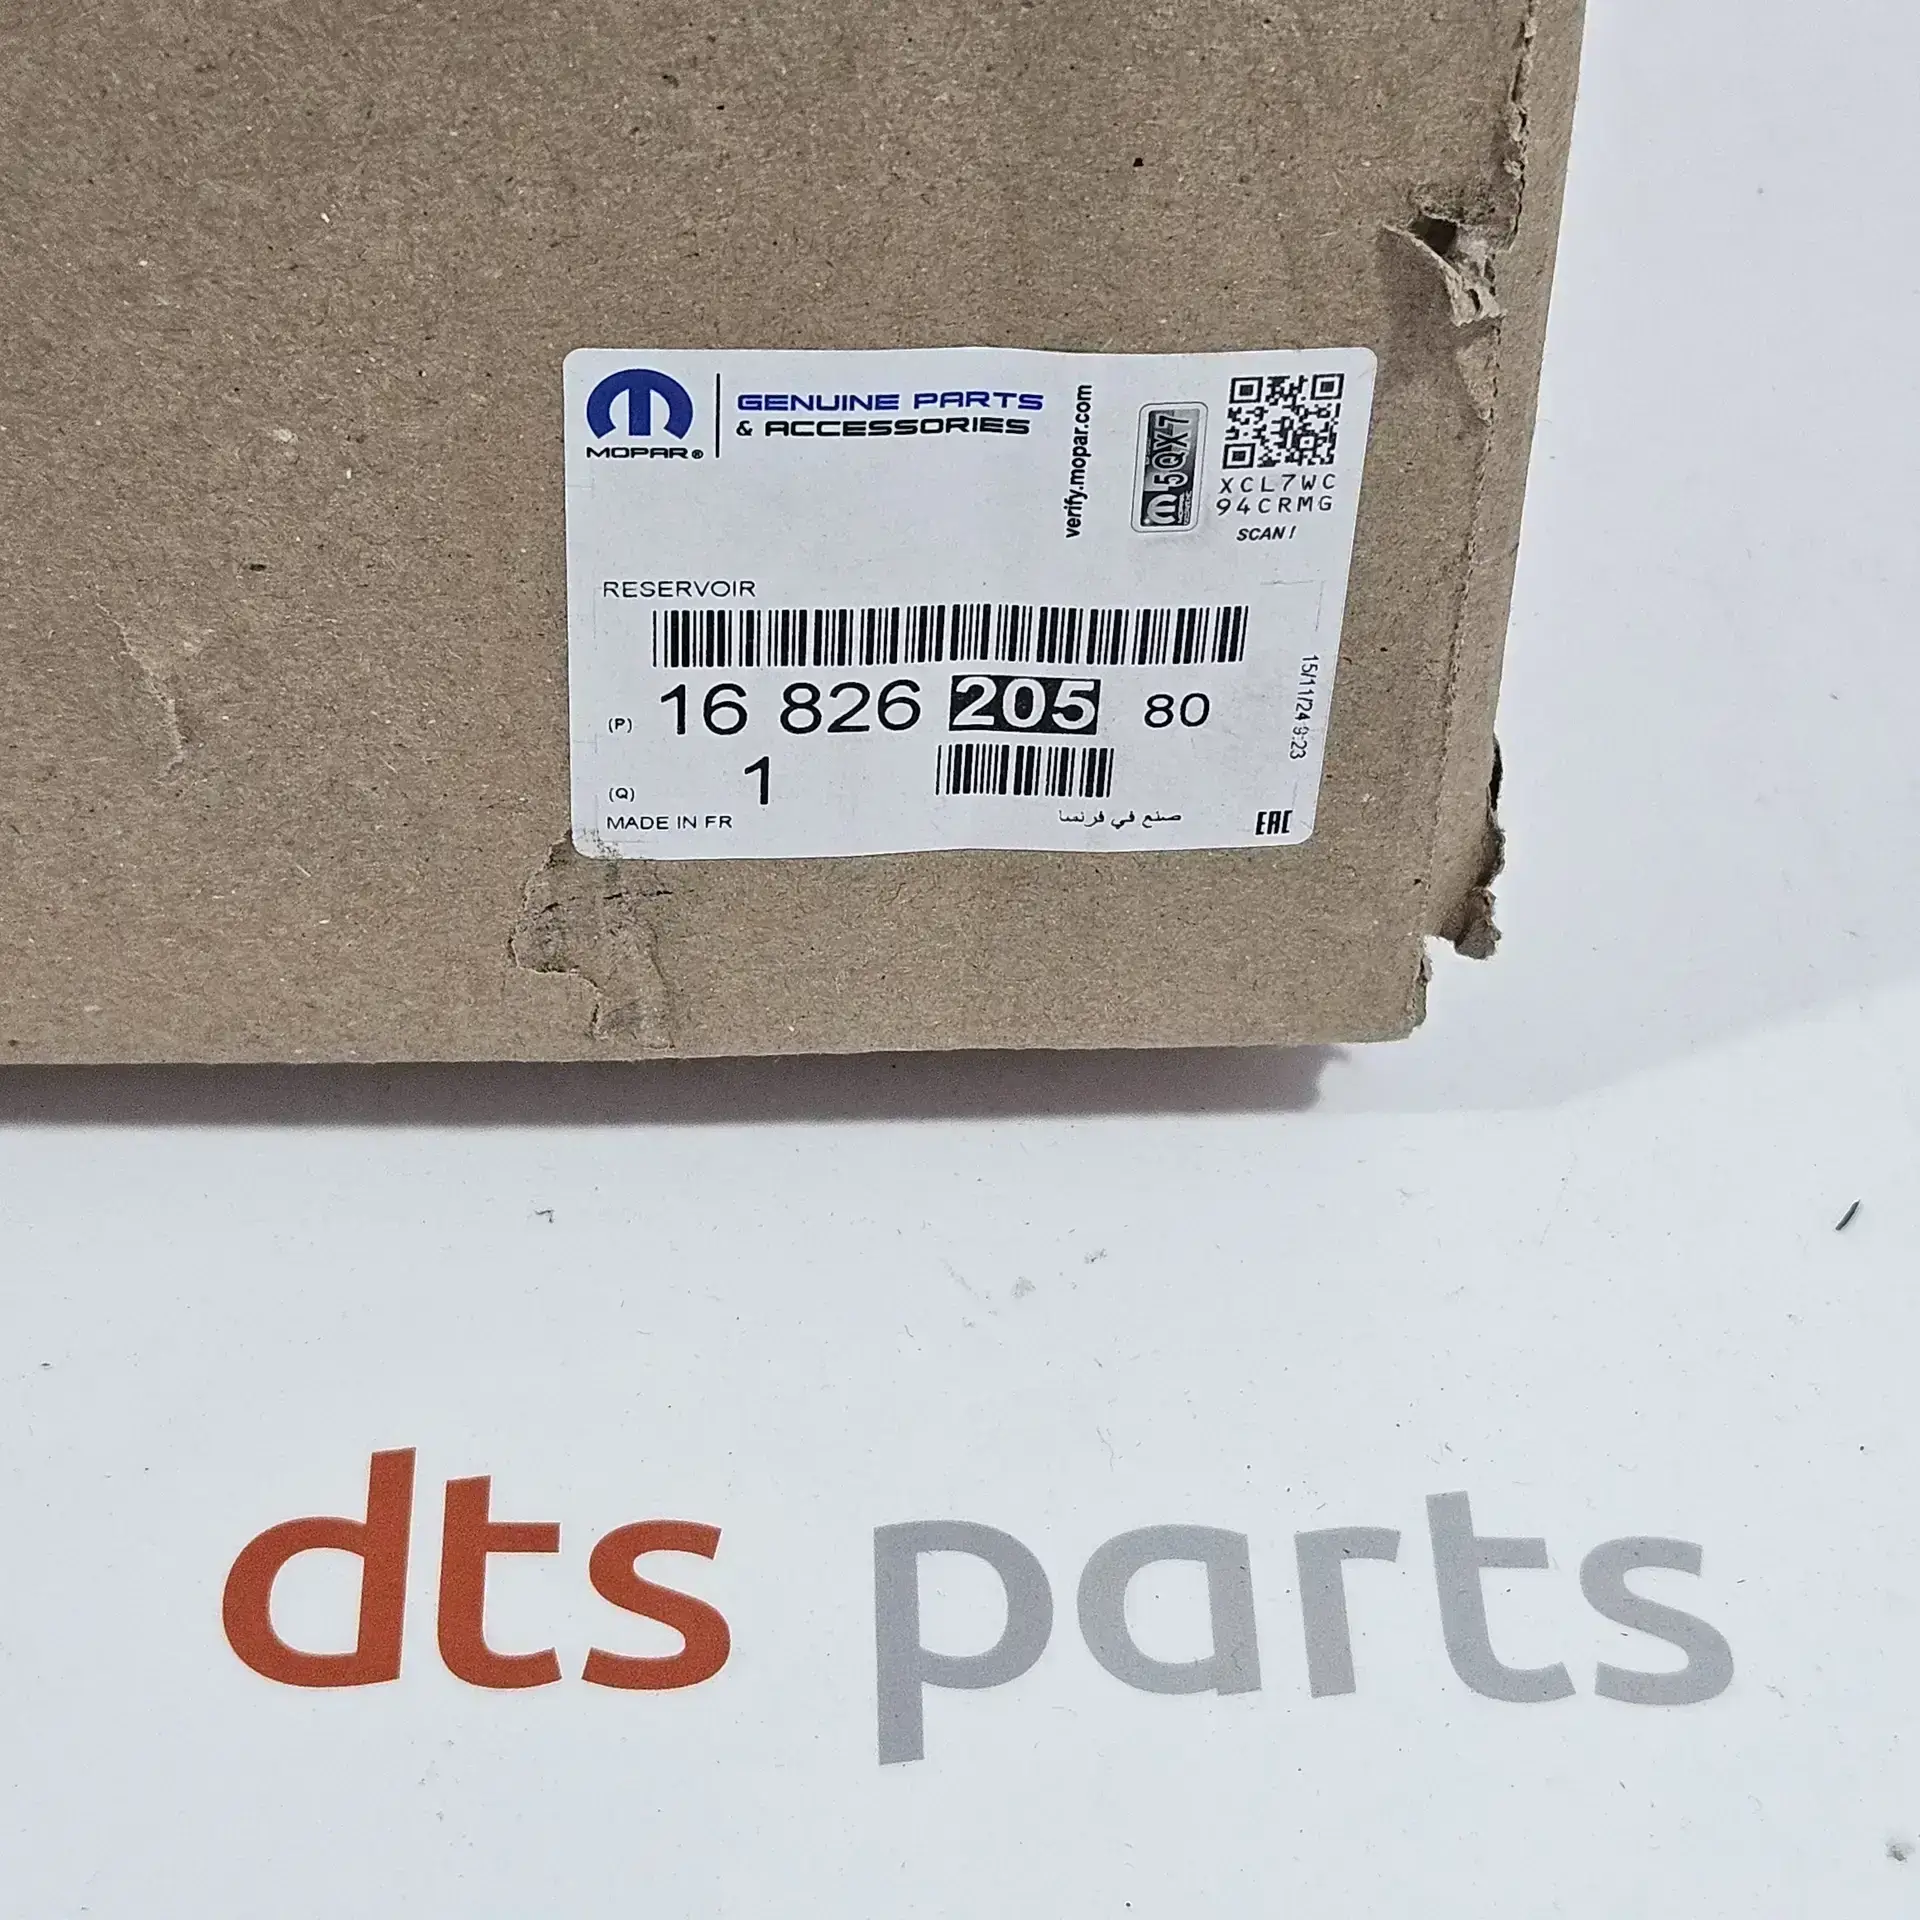 MOPAR®
GENUINE PARTS
& ACCESSORIES
verify.mopar.com
5QX7
XCL7WC
94CRMG
SCAN!
RESERVOIR
(P) 16 826 205 80
15/11/24 9:23
(Q) 1
MADE IN FR
صنع في فرنسا
EAC
dts parts